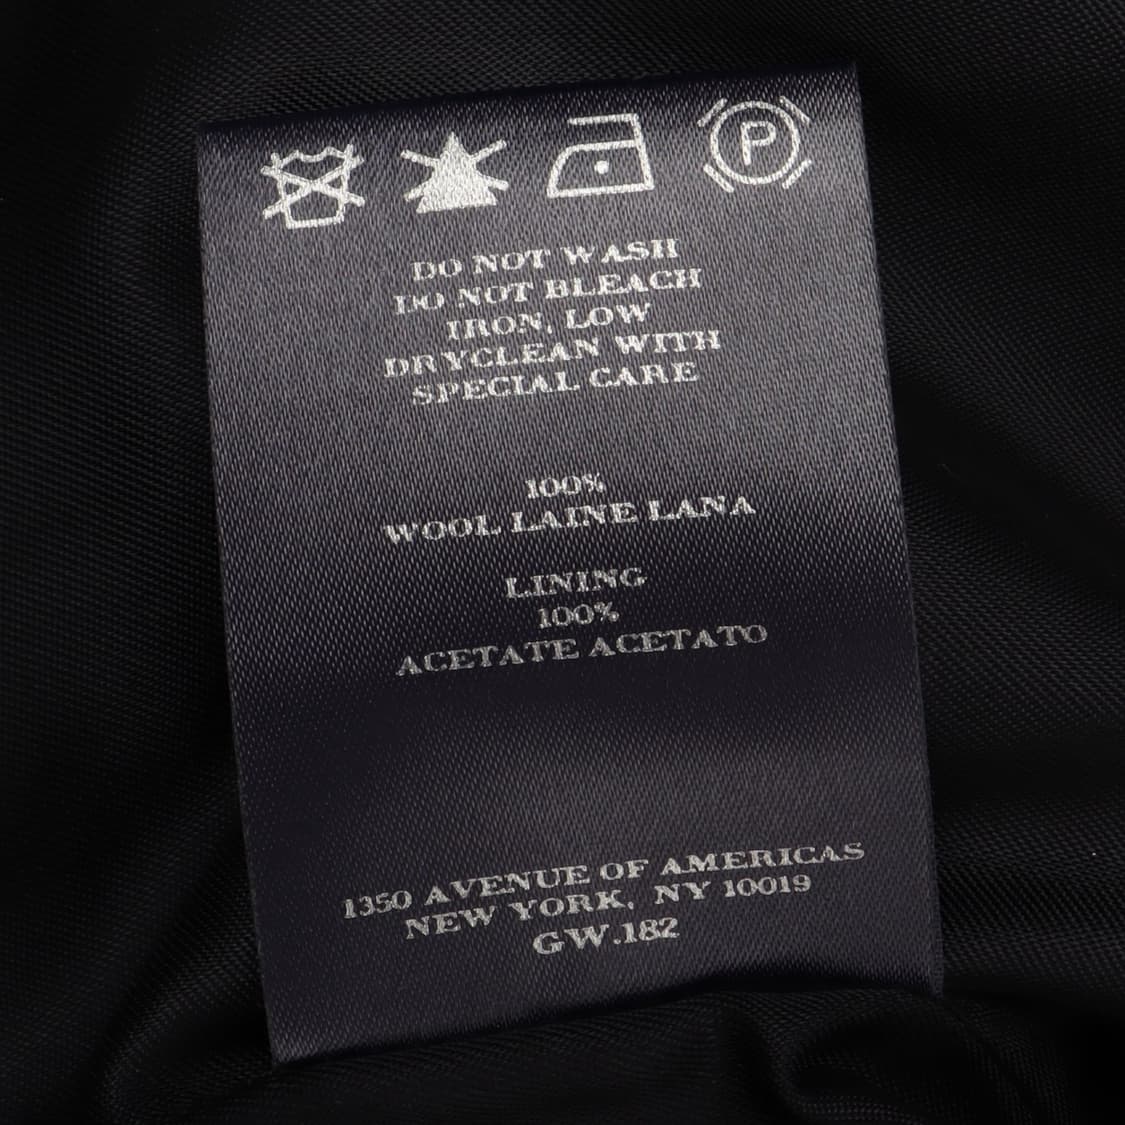 P
DO NOT WASH
DO NOT BLEACH
IRON, LOW
DRYCLEAN WITH
SPECIAL CARE
100%
WOOL LAINE LANA
LINING
100%
ACETATE ACETATO
1350 AVENUE OF AMERICAS
NEW YORK, NY 10019
GW.182